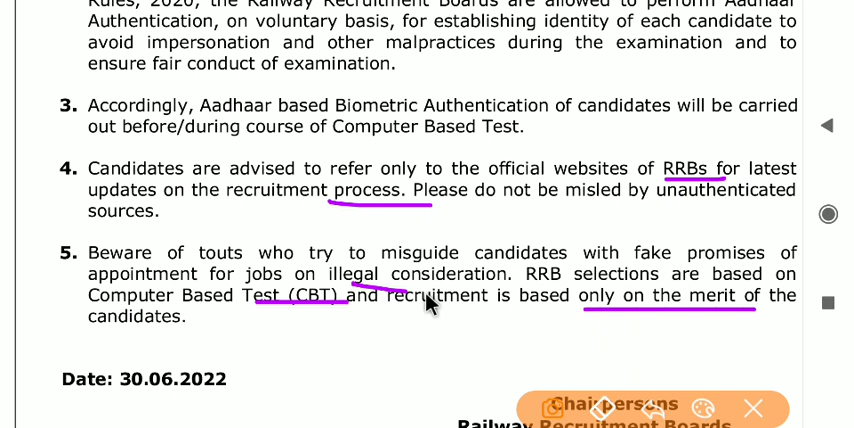 Rules, 2020, the Railway Recruitment Boards are allowed to perform Aadhaar
Authentication, on voluntary basis, for establishing identity of each candidate to
avoid impersonation and other malpractices during the examination and to
ensure fair conduct of examination.
3. Accordingly, Aadhaar based Biometric Authentication of candidates will be carried
out before/during course of Computer Based Test.
4. Candidates are advised to refer only to the official websites of RRBs for latest
updates on the recruitment process. Please do not be misled by unauthenticated
sources.
5. Beware of touts who try to misguide candidates with fake promises of
appointment for jobs on illegal consideration. RRB selections are based on
Computer Based Test (CBT) and recruitment is based only on the merit of the
candidates.
Date: 30.06.2022
Chairpersons
Railway Recruitment Boards